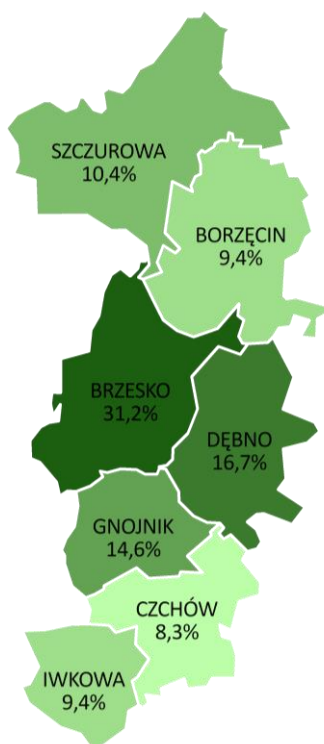 SZCZUROWA
10,4%
BORZĘCIN
9,4%
BRZESKO
31,2%
DĘBNO
16,7%
GNOJNIK
14,6%
CZCHÓW
8,3%
IWKOWA
9,4%